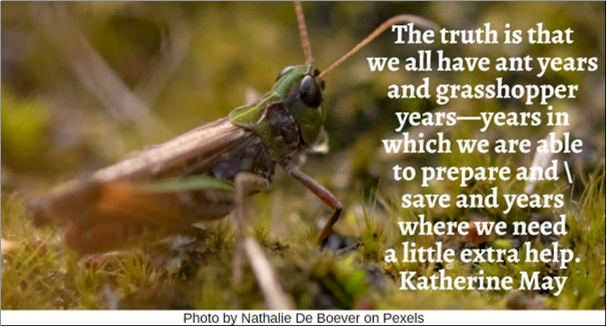 The truth is that
we all have ant years
and grasshopper
years—years in
which we are able
to prepare and \
save and years
where we need
a little extra help.
Katherine May
Photo by Nathalie De Boever on Pexels